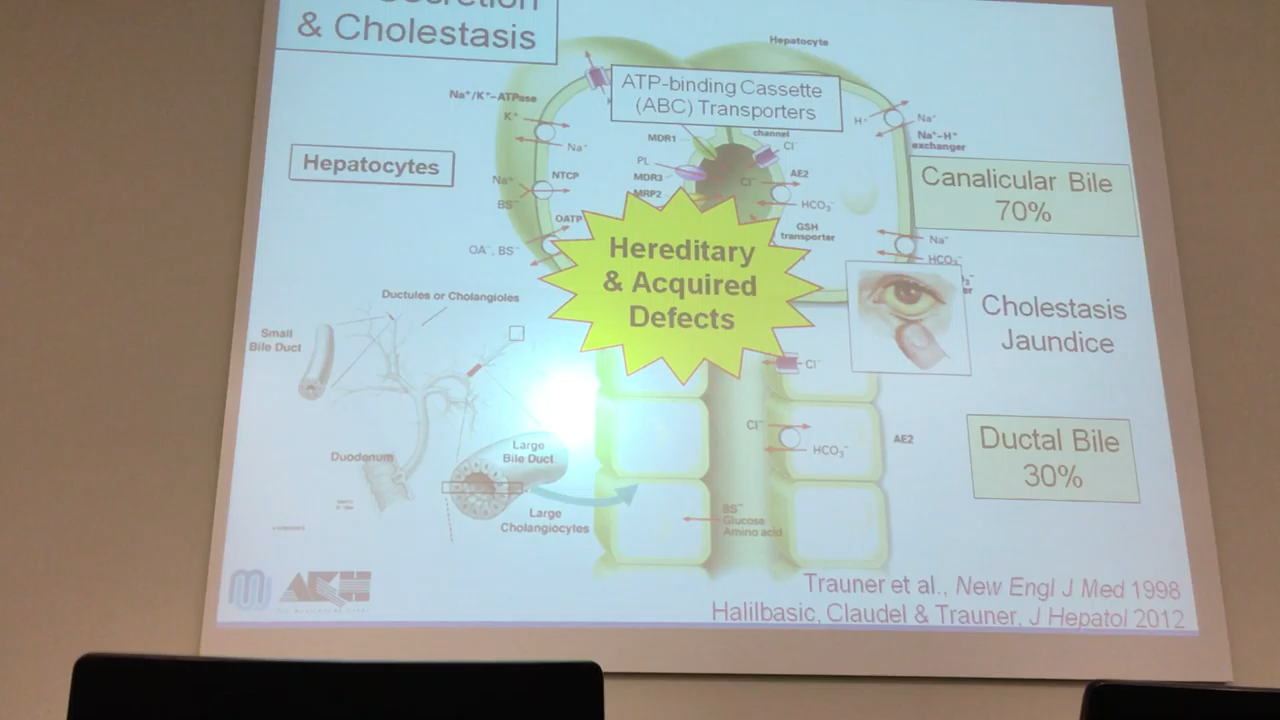 & Cholestasis
Hepatocyte
ATP-binding Cassette
(ABC) Transporters
Na⁺/K⁺-ATPase
K⁺
Na⁺
H⁺
Na⁺
Na⁺-H⁺
exchanger
MDR1
channel
Cl⁻
Hepatocytes
PL
MDR3
MRP2
Cl⁻
AE2
HCO₃⁻
Na⁺
BS⁻
NTCP
Canalicular Bile
70%
OATP
OA⁻, BS⁻
GSH
transporter
Na⁺
HCO₃⁻
Hereditary
& Acquired
Defects
Ductules or Cholangioles
Small
Bile Duct
Cholestasis
Jaundice
Cl⁻
Cl⁻
HCO₃⁻
AE2
Ductal Bile
30%
Duodenum
Large
Bile Duct
Large
Cholangiocytes
BS⁻
Glucose
Amino acid
AKH
Trauner et al., New Engl J Med 1998
Halilbasic, Claudel & Trauner, J Hepatol 2012